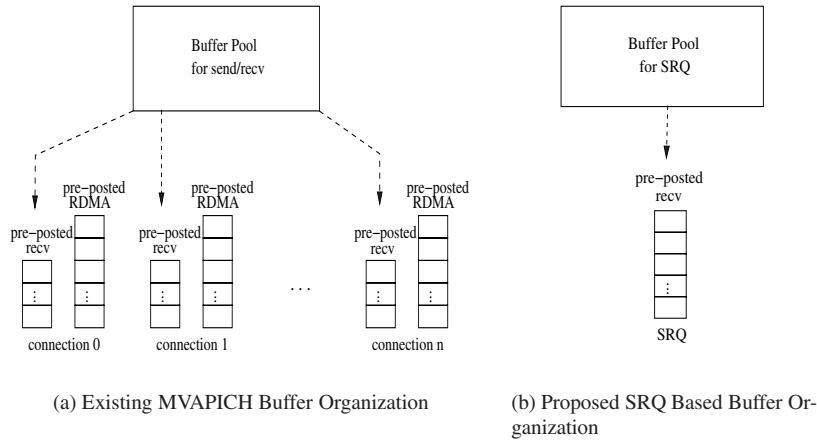 Buffer Pool
for send/recv
pre-posted
recv
pre-posted
RDMA
⋮
⋮
connection 0
pre-posted
recv
pre-posted
RDMA
⋮
⋮
connection 1
. . .
pre-posted
recv
pre-posted
RDMA
⋮
⋮
connection n
(a) Existing MVAPICH Buffer Organization
Buffer Pool
for SRQ
pre-posted
recv
⋮
SRQ
(b) Proposed SRQ Based Buffer Or-
ganization